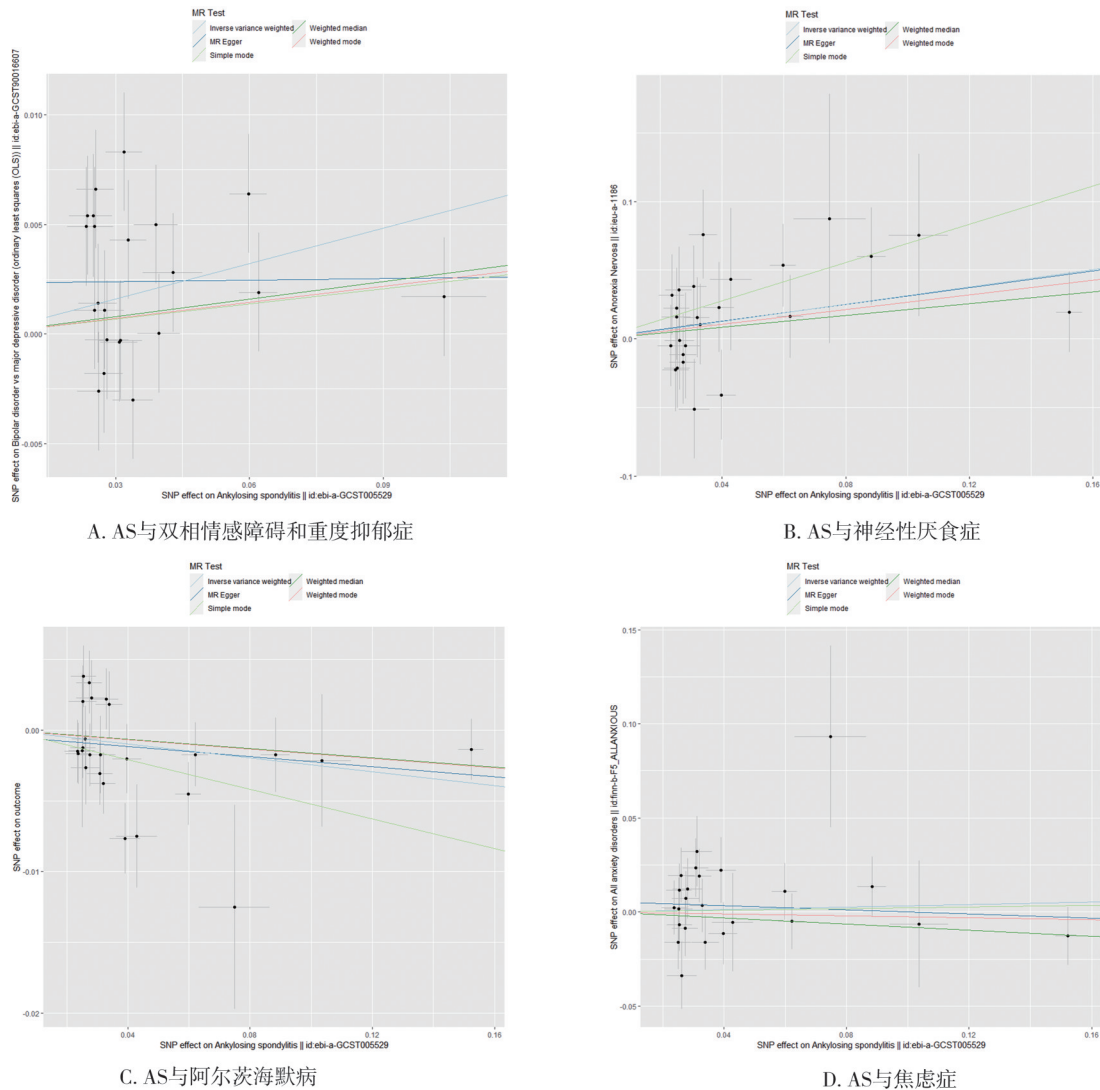 MR Test
Inverse variance weighted
Weighted median
MR Egger
Weighted mode
Simple mode
SNP effect on Bipolar disorder vs major depressive disorder (ordinary least squares (OLS)) || id:ebi-a-GCST90016607
0.010
0.005
0.000
-0.005
0.03
0.06
0.09
SNP effect on Ankylosing spondylitis || id:ebi-a-GCST005529
A. AS与双相情感障碍和重度抑郁症
MR Test
Inverse variance weighted
Weighted median
MR Egger
Weighted mode
Simple mode
SNP effect on Anorexia Nervosa || id:ieu-a-1186
0.1
0.0
-0.1
0.04
0.08
0.12
0.16
SNP effect on Ankylosing spondylitis || id:ebi-a-GCST005529
B. AS与神经性厌食症
MR Test
Inverse variance weighted
Weighted median
MR Egger
Weighted mode
Simple mode
SNP effect on outcome
0.00
-0.01
-0.02
0.04
0.08
0.12
0.16
SNP effect on Ankylosing spondylitis || id:ebi-a-GCST005529
C. AS与阿尔茨海默病
MR Test
Inverse variance weighted
Weighted median
MR Egger
Weighted mode
Simple mode
SNP effect on All anxiety disorders || id:finn-b-F5_ALLANXIOUS
0.15
0.10
0.05
0.00
-0.05
0.04
0.08
0.12
0.16
SNP effect on Ankylosing spondylitis || id:ebi-a-GCST005529
D. AS与焦虑症